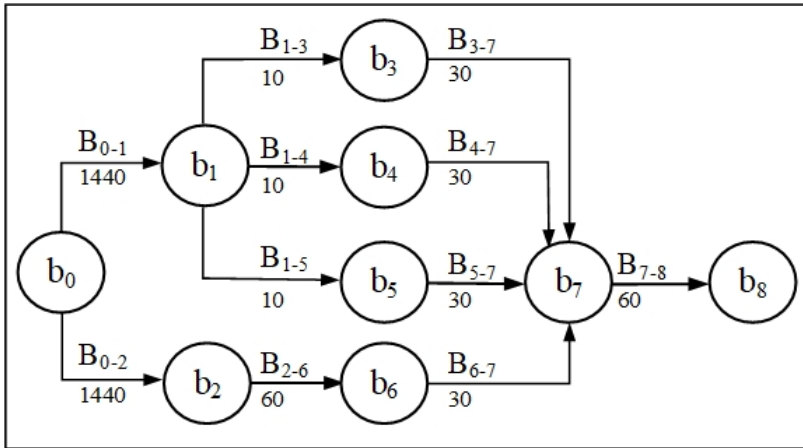 B₁₋₃
10
b₃
B₃₋₇
30
B₀₋₁
1440
b₁
B₁₋₄
10
b₄
B₄₋₇
30
b₀
B₁₋₅
10
b₅
B₅₋₇
30
b₇
B₇₋₈
60
b₈
B₀₋₂
1440
b₂
B₂₋₆
60
b₆
B₆₋₇
30